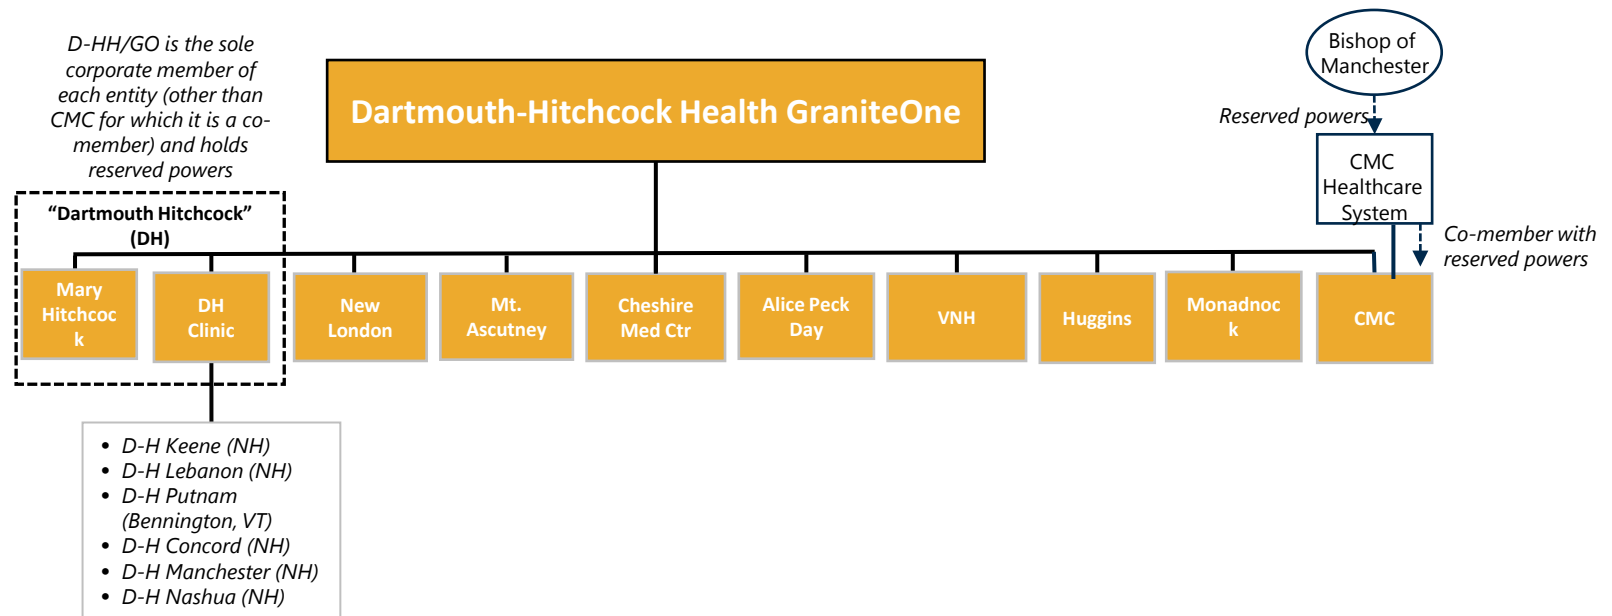 D-HH/GO is the sole
corporate member of
each entity (other than
CMC for which it is a co-
member) and holds
reserved powers
Dartmouth-Hitchcock Health GraniteOne
Bishop of
Manchester
Reserved powers
CMC
Healthcare
System
Co-member with
reserved powers
“Dartmouth Hitchcock”
(DH)
Mary
Hitchcoc
k
DH
Clinic
New
London
Mt.
Ascutney
Cheshire
Med Ctr
Alice Peck
Day
VNH
Huggins
Monadnoc
k
CMC
• D-H Keene (NH)
• D-H Lebanon (NH)
• D-H Putnam
(Bennington, VT)
• D-H Concord (NH)
• D-H Manchester (NH)
• D-H Nashua (NH)